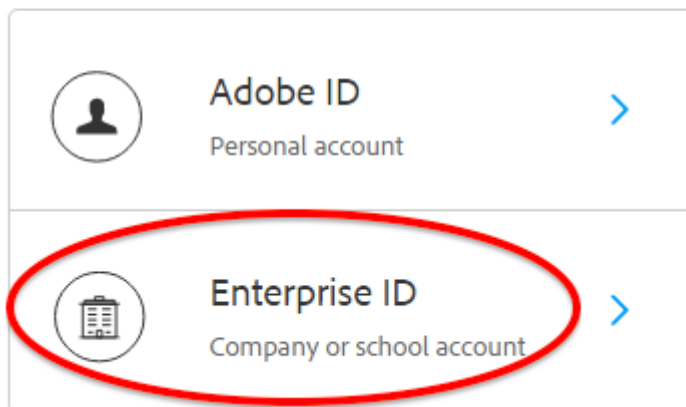 Adobe ID
Personal account
Enterprise ID
Company or school account